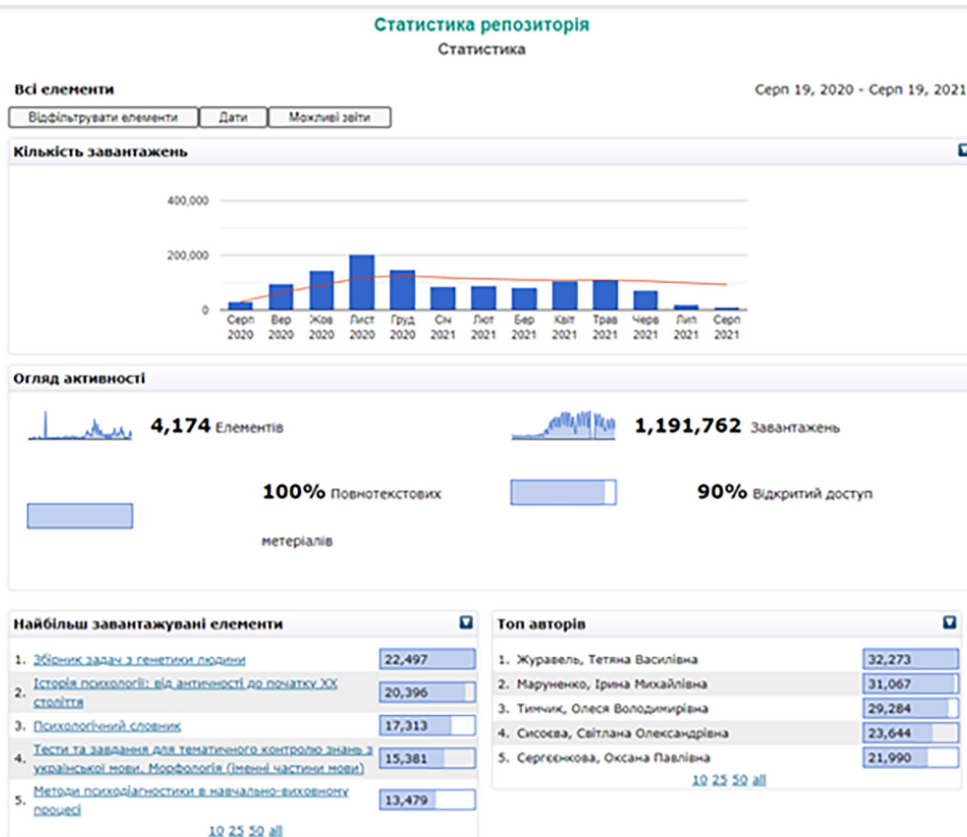 Статистика репозиторія
Статистика
Всі елементи
Серп 19, 2020 - Серп 19, 2021
Відфільтрувати елементи
Дати
Можливі звіти
Кількість завантажень
400,000
200,000
0
Серп 2020
Вер 2020
Жов 2020
Лист 2020
Груд 2020
Січ 2021
Лют 2021
Бер 2021
Квіт 2021
Трав 2021
Черв 2021
Лип 2021
Серп 2021
Огляд активності
4,174 Елементів
1,191,762 Завантажень
100% Повнотекстових
метеріалів
90% Відкритий доступ
Найбільш завантажувані елементи
1. Збірник задач з генетики людини 22,497
2. Історія психології: від античності до початку XX
століття 20,396
3. Психологічний словник 17,313
4. Тести та завдання для тематичного контролю знань з
української мови. Морфологія (іменні частини мови) 15,381
5. Методи психодіагностики в навчально-виховному
процесі 13,479
10 25 50 all
Топ авторів
1. Журавель, Тетяна Василівна 32,273
2. Маруненко, Ірина Михайлівна 31,067
3. Тимчик, Олеся Володимирівна 29,284
4. Сисоєва, Світлана Олександрівна 23,644
5. Сергєєнкова, Оксана Павлівна 21,990
10 25 50 all